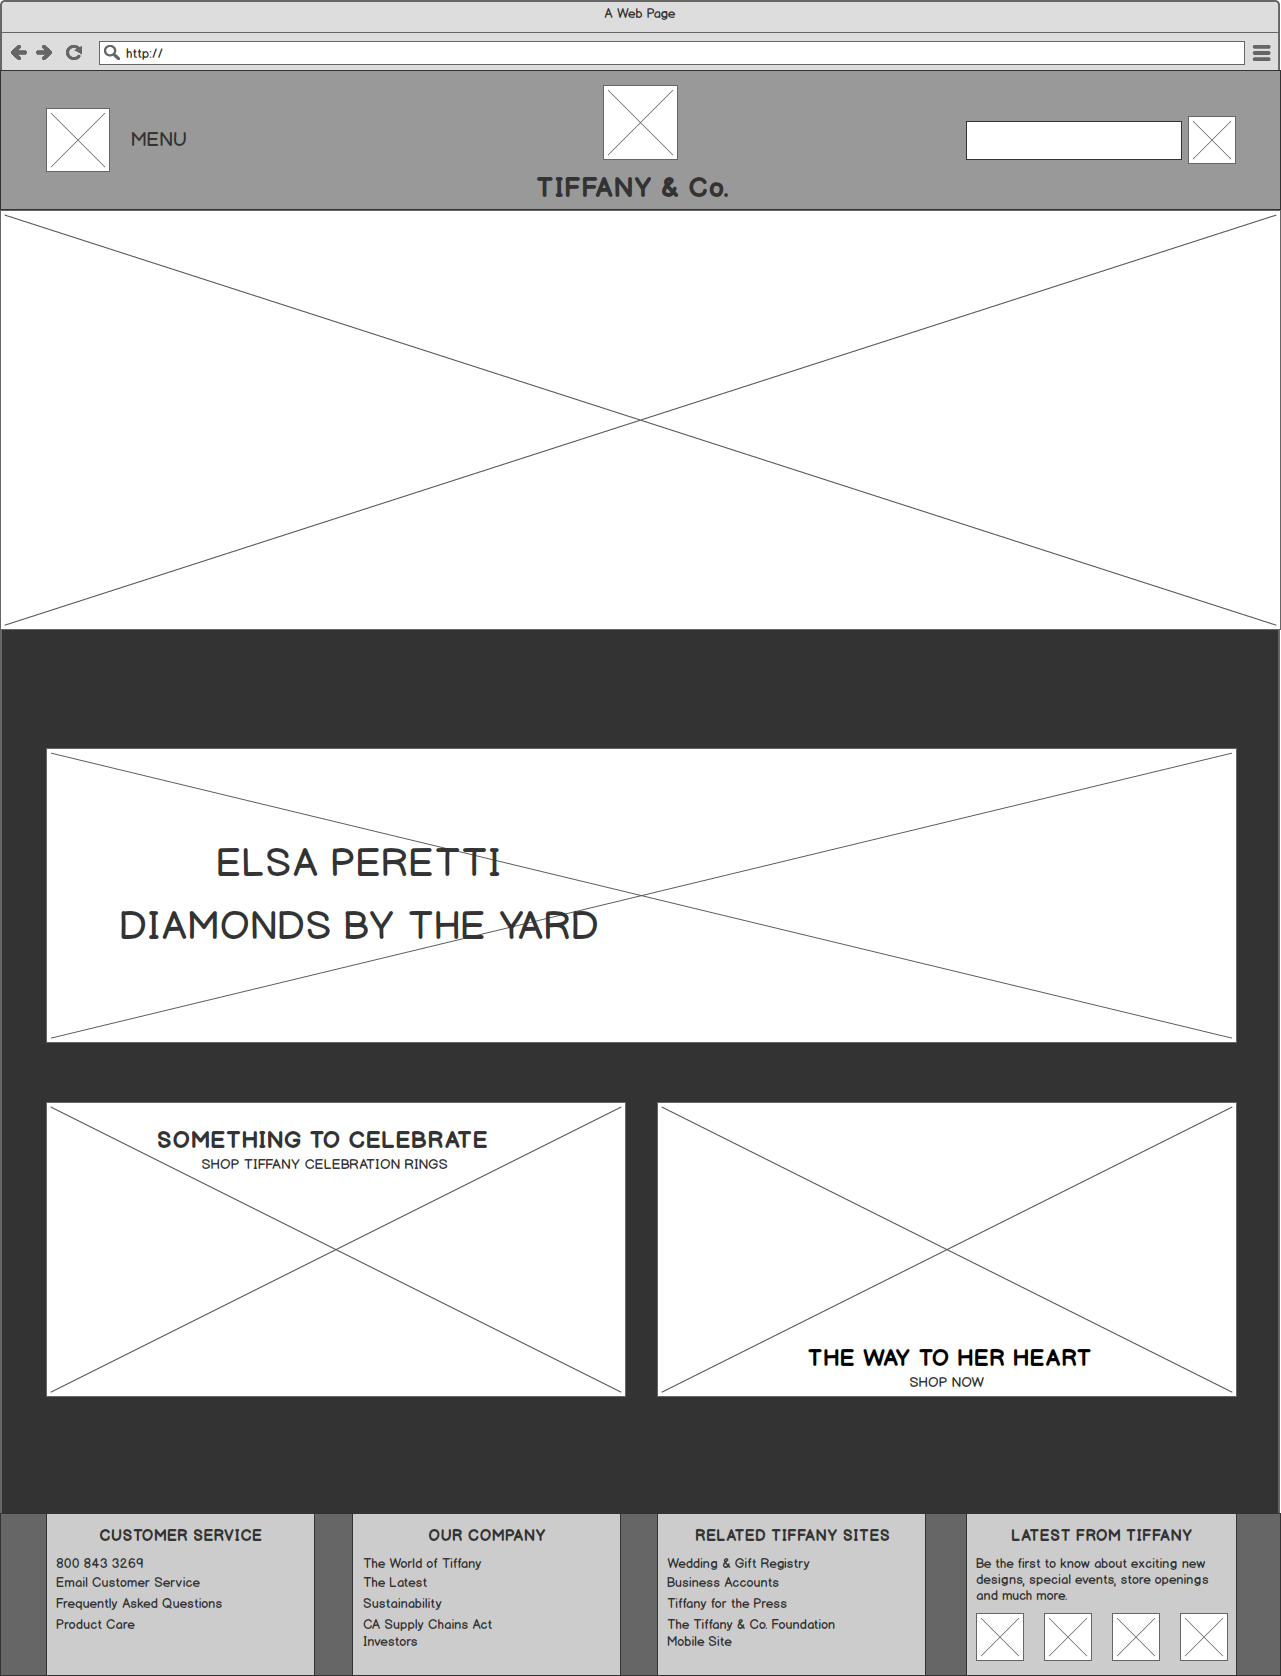 A Web Page
http://
MENU
TIFFANY & Co.
ELSA PERETTI
DIAMONDS BY THE YARD
SOMETHING TO CELEBRATE
SHOP TIFFANY CELEBRATION RINGS
THE WAY TO HER HEART
SHOP NOW
CUSTOMER SERVICE
800 843 3269
Email Customer Service
Frequently Asked Questions
Product Care
OUR COMPANY
The World of Tiffany
The Latest
Sustainability
CA Supply Chains Act
Investors
RELATED TIFFANY SITES
Wedding & Gift Registry
Business Accounts
Tiffany for the Press
The Tiffany & Co. Foundation
Mobile Site
LATEST FROM TIFFANY
Be the first to know about exciting new
designs, special events, store openings
and much more.